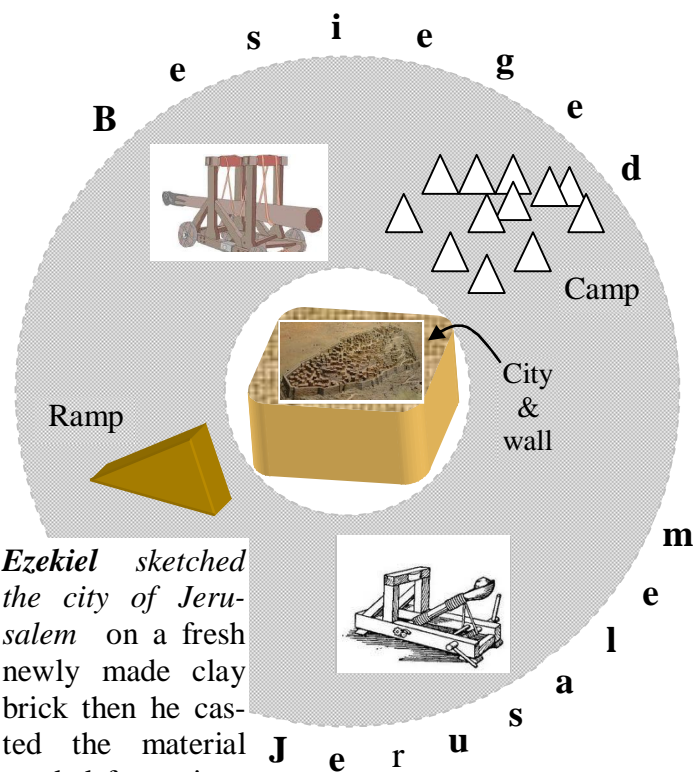 Besieged
Camp
City
&
wall
Ramp
Ezekiel sketched
the city of Jeru-
salem on a fresh
newly made clay
brick then he cas-
ted the material
Jerusalem